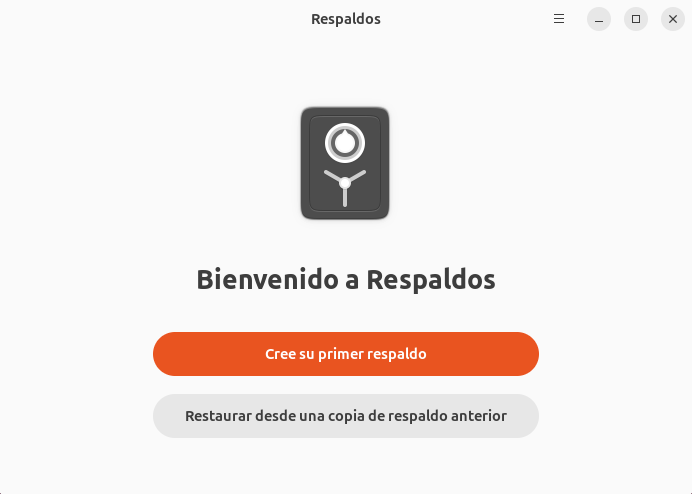 Respaldos
Bienvenido a Respaldos
Cree su primer respaldo
Restaurar desde una copia de respaldo anterior